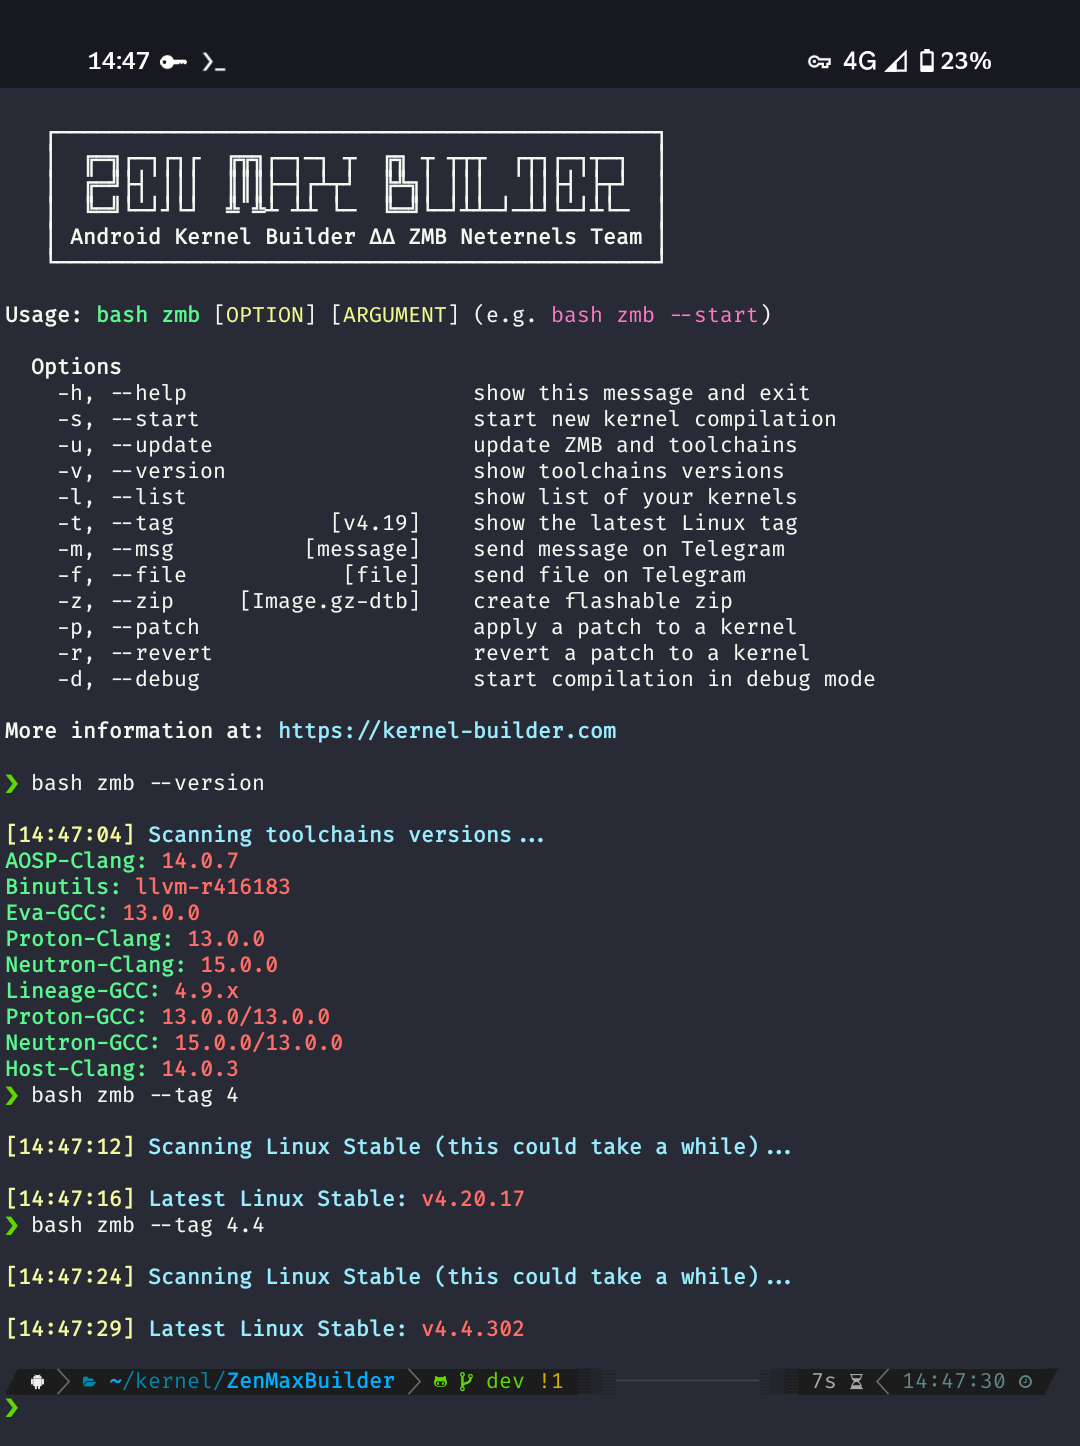 14:47 4G 23%
Android Kernel Builder ∆∆ ZMB Neternels Team
Usage: bash zmb [OPTION] [ARGUMENT] (e.g. bash zmb --start)
Options
-h, --help show this message and exit
-s, --start start new kernel compilation
-u, --update update ZMB and toolchains
-v, --version show toolchains versions
-l, --list show list of your kernels
-t, --tag [v4.19] show the latest Linux tag
-m, --msg [message] send message on Telegram
-f, --file [file] send file on Telegram
-z, --zip [Image.gz-dtb] create flashable zip
-p, --patch apply a patch to a kernel
-r, --revert revert a patch to a kernel
-d, --debug start compilation in debug mode
More information at: https://kernel-builder.com
❯ bash zmb --version
[14:47:04] Scanning toolchains versions...
AOSP-Clang: 14.0.7
Binutils: llvm-r416183
Eva-GCC: 13.0.0
Proton-Clang: 13.0.0
Neutron-Clang: 15.0.0
Lineage-GCC: 4.9.x
Proton-GCC: 13.0.0/13.0.0
Neutron-GCC: 15.0.0/13.0.0
Host-Clang: 14.0.3
❯ bash zmb --tag 4
[14:47:12] Scanning Linux Stable (this could take a while)...
[14:47:16] Latest Linux Stable: v4.20.17
❯ bash zmb --tag 4.4
[14:47:24] Scanning Linux Stable (this could take a while)...
[14:47:29] Latest Linux Stable: v4.4.302
~/kernel/ZenMaxBuilder dev !1 7s 14:47:30
❯